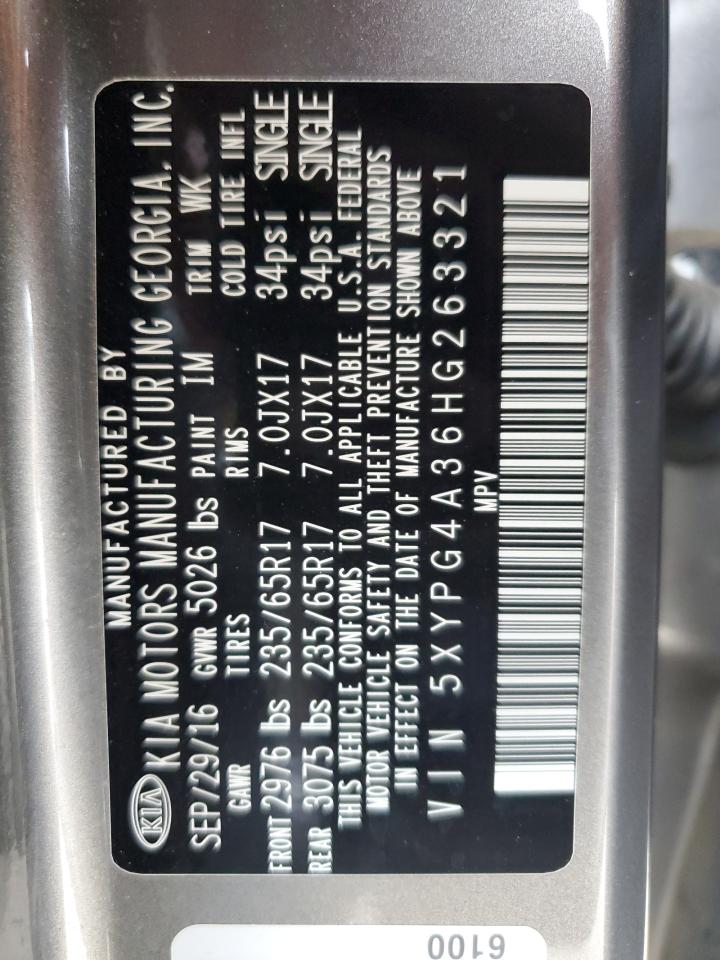 MANUFACTURED BY
KIA KIA MOTORS MANUFACTURING GEORGIA, INC.
SEP/29/16 GVWR 5026 lbs PAINT IM TRIM WK
GAWR TIRES RIMS COLD TIRE INFL
FRONT 2976 lbs 235/65R17 7.0JX17 34psi SINGLE
REAR 3075 lbs 235/65R17 7.0JX17 34psi SINGLE
THIS VEHICLE CONFORMS TO ALL APPLICABLE U.S.A. FEDERAL
MOTOR VEHICLE SAFETY AND THEFT PREVENTION STANDARDS
IN EFFECT ON THE DATE OF MANUFACTURE SHOWN ABOVE
VIN 5XYPG4A36HG263321
MPV
6100